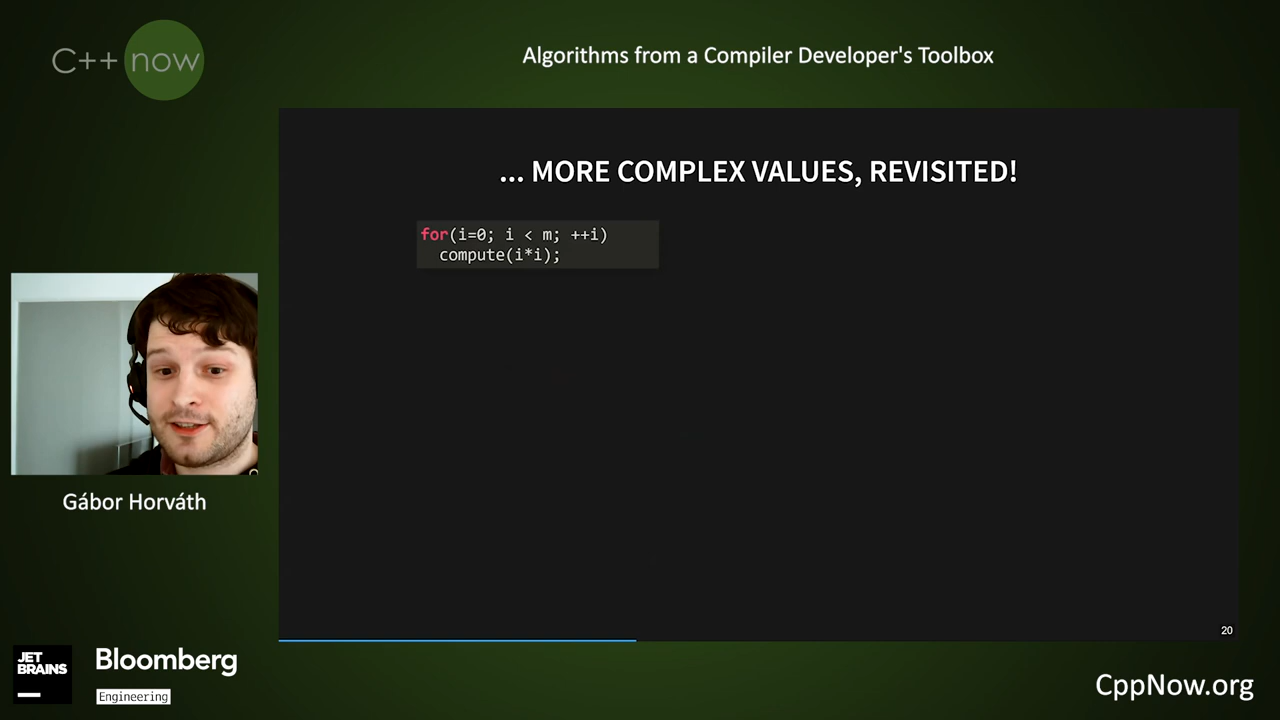 C++ now
Algorithms from a Compiler Developer's Toolbox
... MORE COMPLEX VALUES, REVISITED!
for(i=0; i < m; ++i)
compute(i*i);
Gábor Horváth
20
JET
BRAINS
Bloomberg
Engineering
CppNow.org